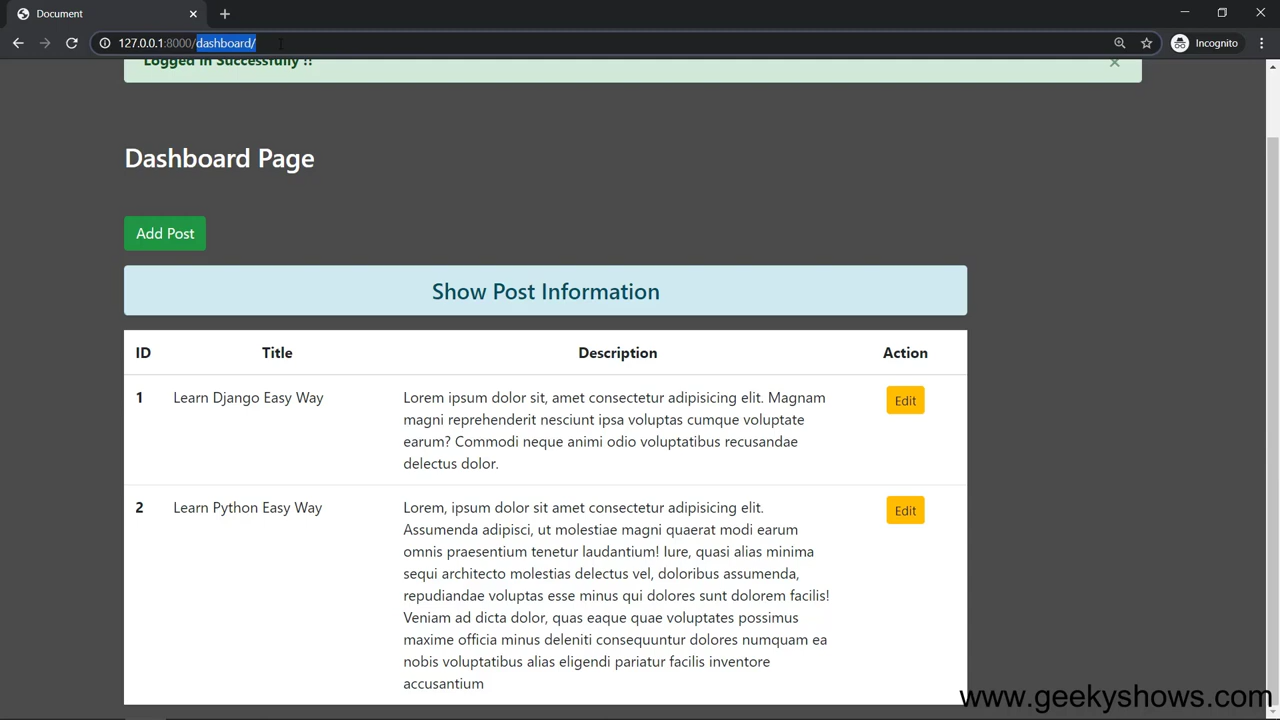 Document
127.0.0.1:8000/dashboard/
Incognito
Logged in Successfully !!
Dashboard Page
Add Post
Show Post Information
ID Title Description Action
1 Learn Django Easy Way Lorem ipsum dolor sit, amet consectetur adipisicing elit. Magnam Edit
magni reprehenderit nesciunt ipsa voluptas cumque voluptate
earum? Commodi neque animi odio voluptatibus recusandae
delectus dolor.
2 Learn Python Easy Way Lorem, ipsum dolor sit amet consectetur adipisicing elit. Edit
Assumenda adipisci, ut molestiae magni quaerat modi earum
omnis praesentium tenetur laudantium! Iure, quasi alias minima
sequi architecto molestias delectus vel, doloribus assumenda,
repudiandae voluptas esse minus qui dolores sunt dolorem facilis!
Veniam ad dicta dolor, quas eaque quae voluptates possimus
maxime officia minus deleniti consequuntur dolores numquam ea
nobis voluptatibus alias eligendi pariatur facilis inventore
accusantium
www.geekyshows.com